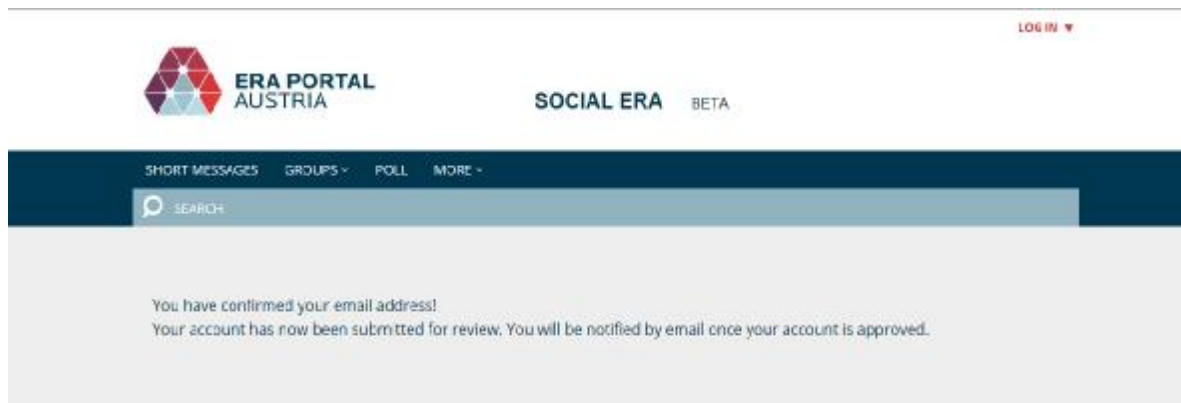 LOG IN ▼
ERA PORTAL
AUSTRIA
SOCIAL ERA BETA
SHORT MESSAGES GROUPS POLL MORE
SEARCH
You have confirmed your email address!
Your account has now been submitted for review. You will be notified by email once your account is approved.